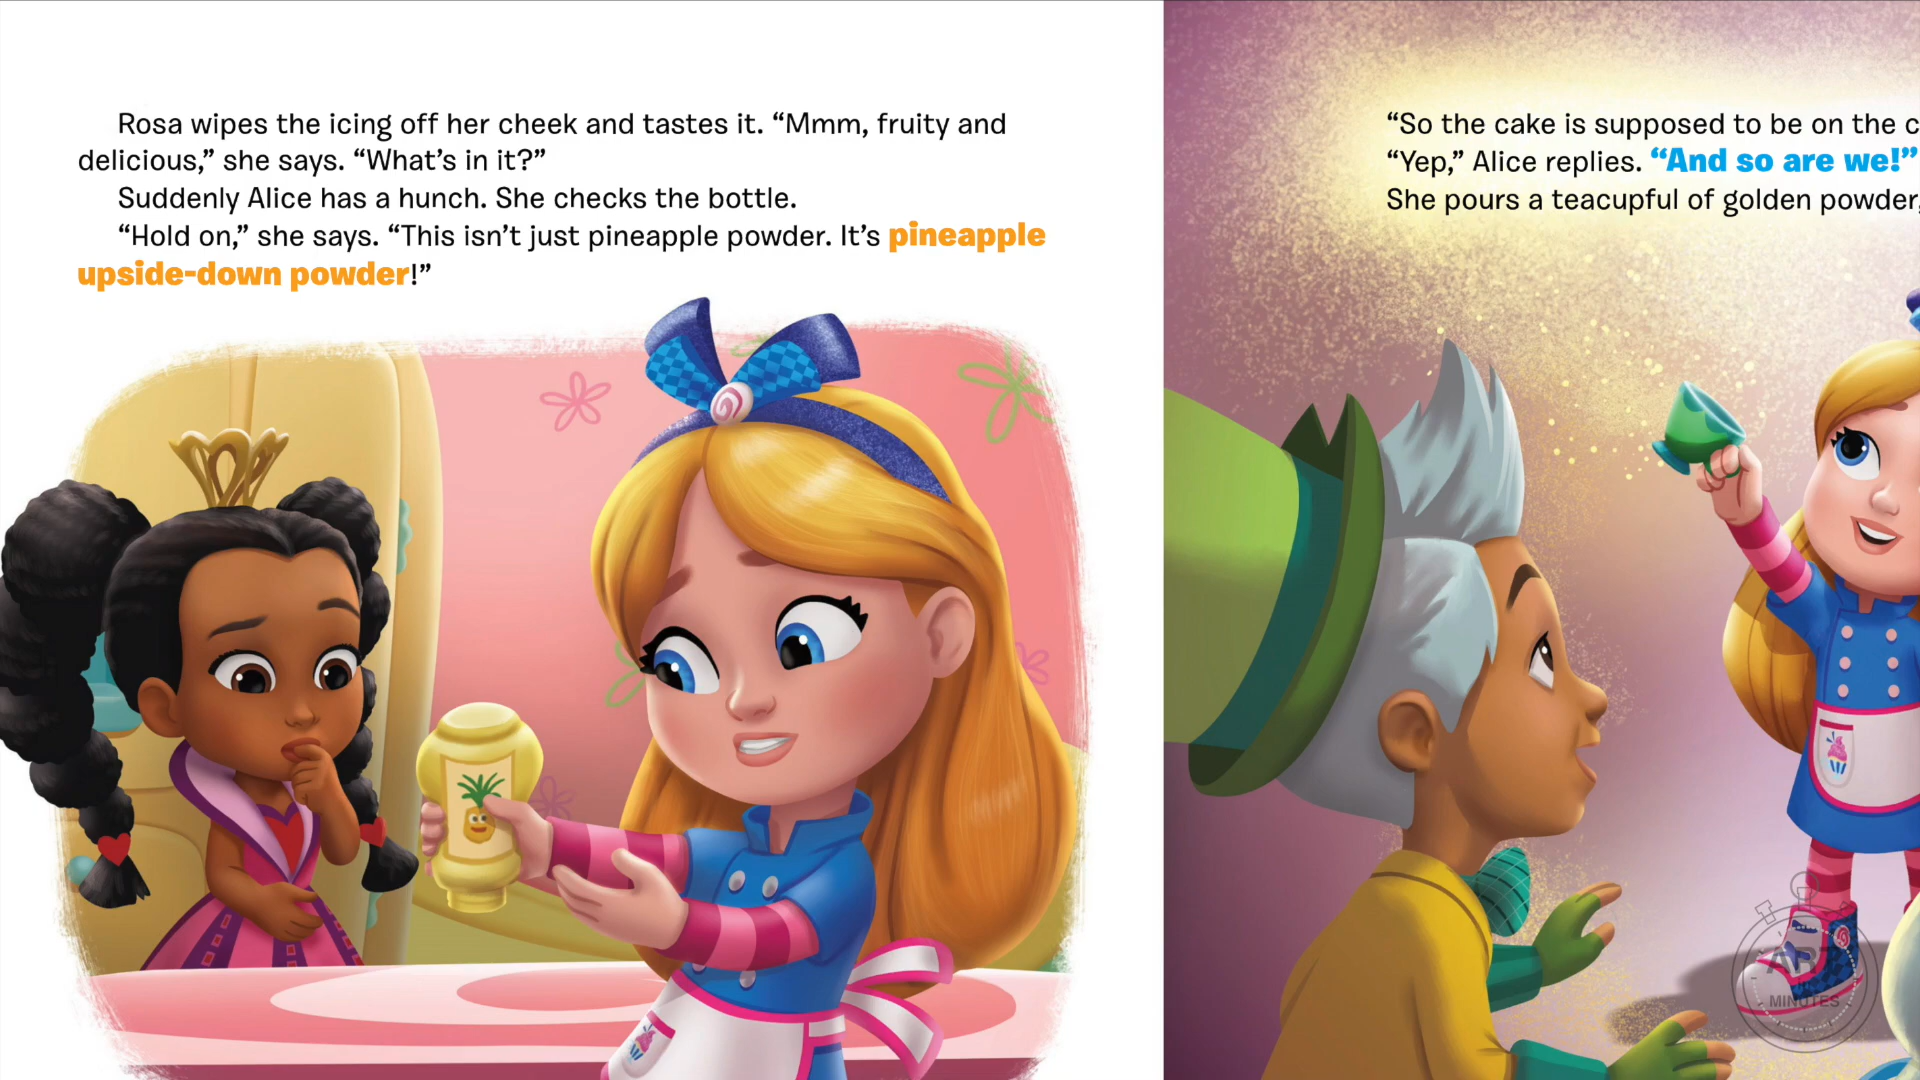 Rosa wipes the icing off her cheek and tastes it. “Mmm, fruity and
delicious,” she says. “What’s in it?”
Suddenly Alice has a hunch. She checks the bottle.
“Hold on,” she says. “This isn’t just pineapple powder. It’s pineapple
upside-down powder!”
“So the cake is supposed to be on the
“Yep,” Alice replies. “And so are we!”
She pours a teacupful of golden powder,
MINUTES